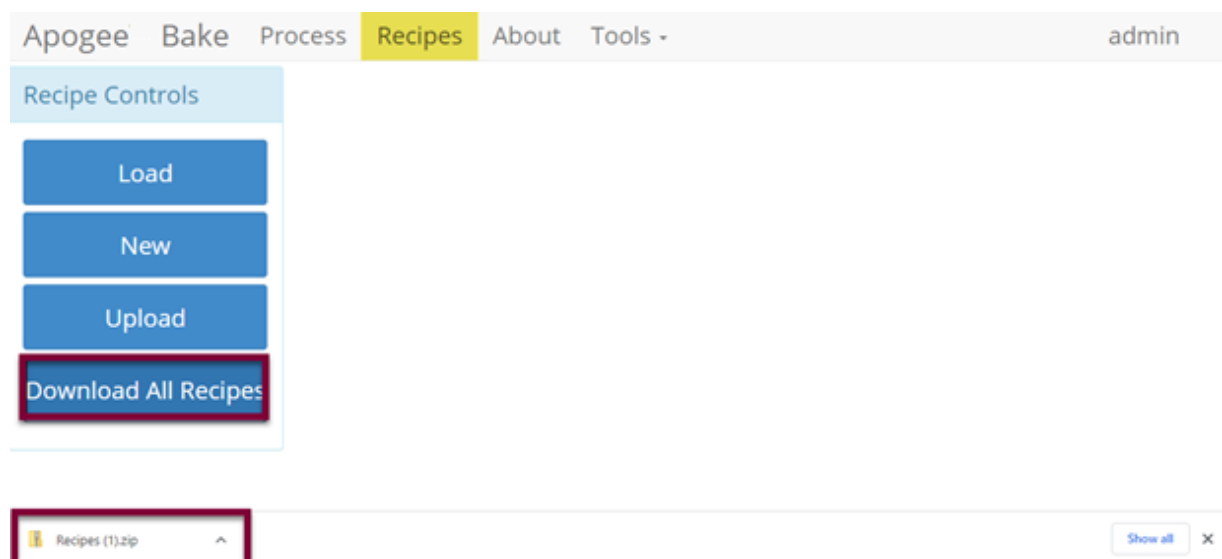 Apogee Bake Process Recipes About Tools admin
Recipe Controls
Load
New
Upload
Download All Recipes
Recipes (1).zip Show all